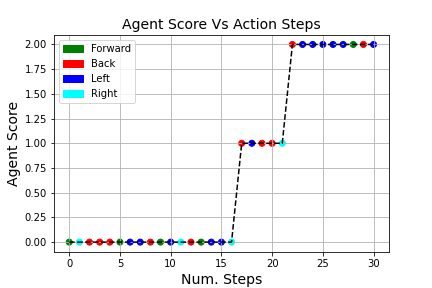 Agent Score Vs Action Steps
2.00
1.75
1.50
1.25
1.00
0.75
0.50
0.25
0.00
Agent Score
Forward
Back
Left
Right
0 5 10 15 20 25 30
Num. Steps